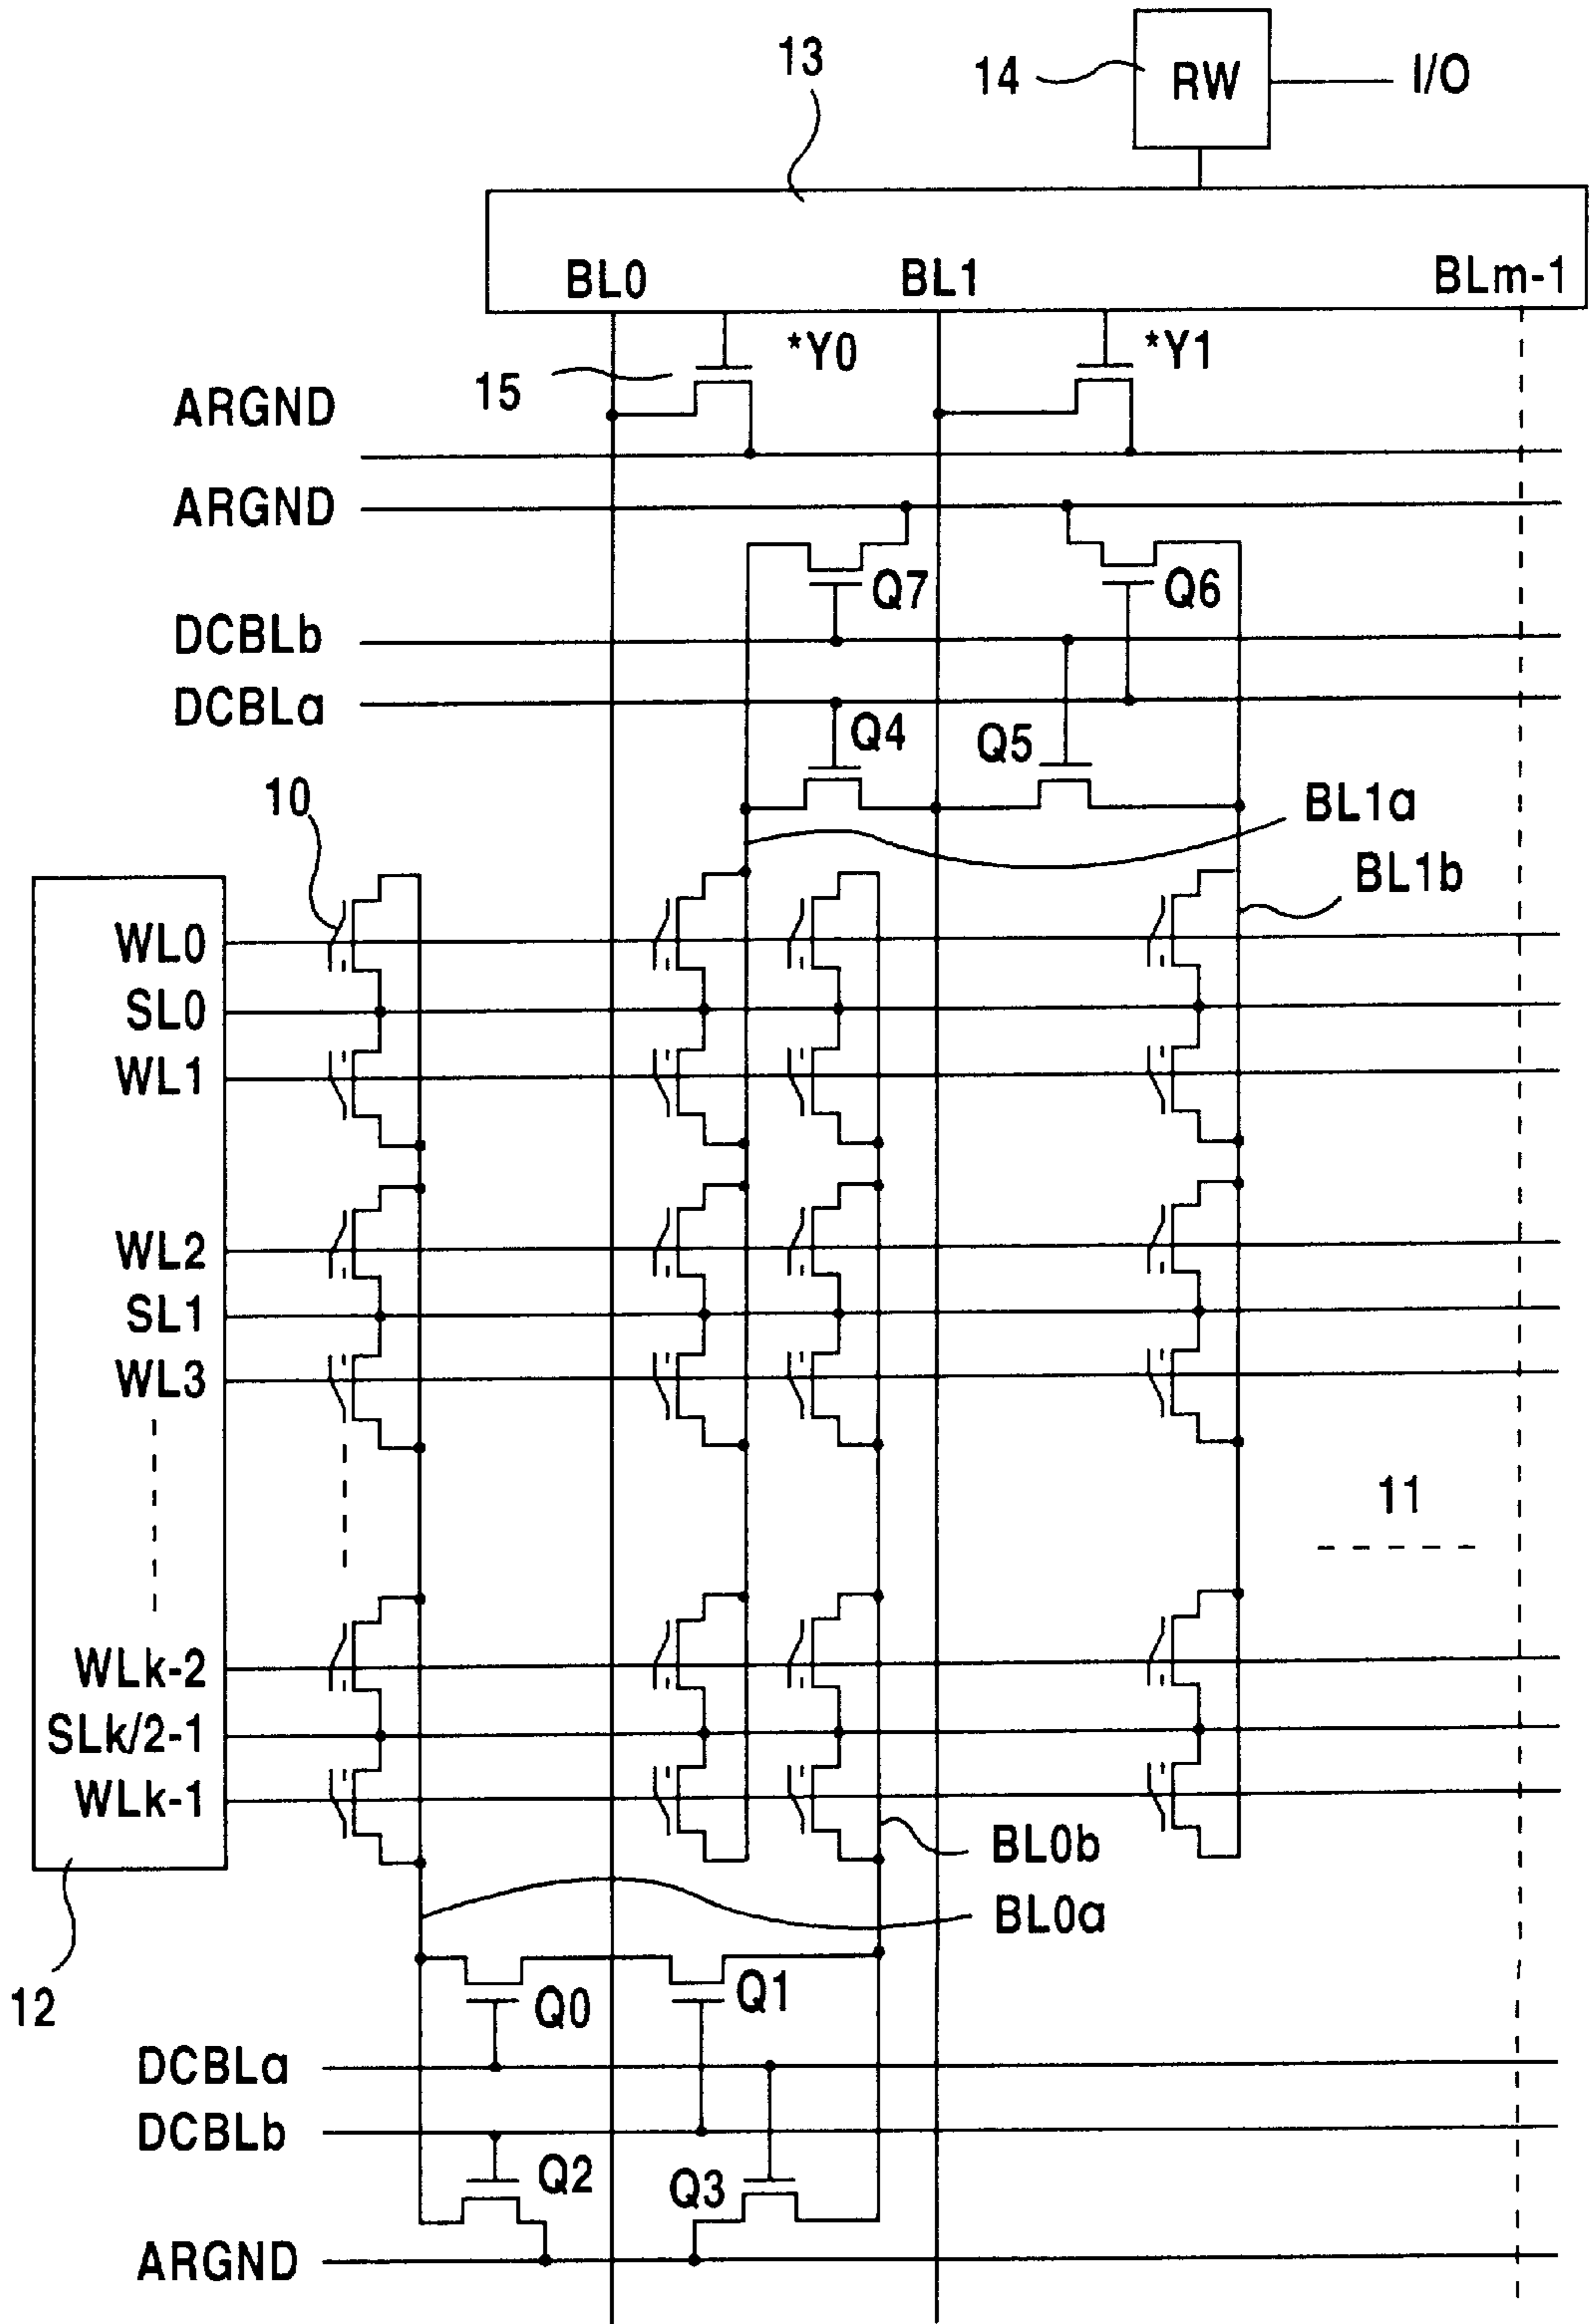 13
14
RW
I/O
BL0
BL1
BLm-1
*Y0
*Y1
15
ARGND
ARGND
Q7
Q6
DCBLb
DCBLa
Q4
Q5
10
BL1a
BL1b
WL0
SL0
WL1
WL2
SL1
WL3
11
WLk-2
SLk/2-1
WLk-1
BL0b
BL0a
12
Q0
Q1
DCBLa
DCBLb
Q2
Q3
ARGND